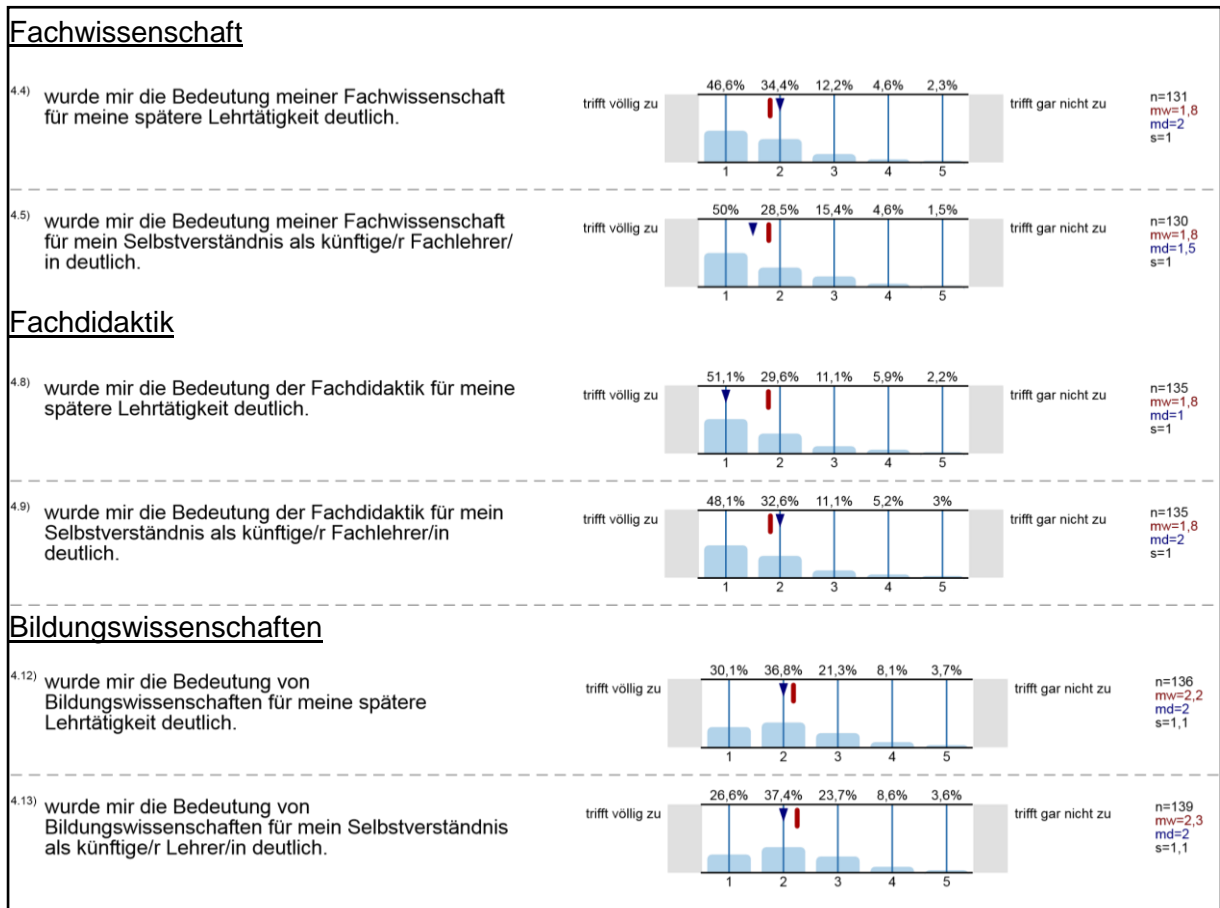 Fachwissenschaft
46,6% 34,4% 12,2% 4,6% 2,3%
4.4) wurde mir die Bedeutung meiner Fachwissenschaft
für meine spätere Lehrtätigkeit deutlich.
trifft völlig zu
trifft gar nicht zu
n=131
mw=1,8
md=2
s=1
1 2 3 4 5
50% 28,5% 15,4% 4,6% 1,5%
4.5) wurde mir die Bedeutung meiner Fachwissenschaft
für mein Selbstverständnis als künftige/r Fachlehrer/
in deutlich.
trifft völlig zu
trifft gar nicht zu
n=130
mw=1,8
md=1,5
s=1
1 2 3 4 5
Fachdidaktik
51,1% 29,6% 11,1% 5,9% 2,2%
4.8) wurde mir die Bedeutung der Fachdidaktik für meine
spätere Lehrtätigkeit deutlich.
trifft völlig zu
trifft gar nicht zu
n=135
mw=1,8
md=1
s=1
1 2 3 4 5
48,1% 32,6% 11,1% 5,2% 3%
4.9) wurde mir die Bedeutung der Fachdidaktik für mein
Selbstverständnis als künftige/r Fachlehrer/in
deutlich.
trifft völlig zu
trifft gar nicht zu
n=135
mw=1,8
md=2
s=1
1 2 3 4 5
Bildungswissenschaften
30,1% 36,8% 21,3% 8,1% 3,7%
4.12) wurde mir die Bedeutung von
Bildungswissenschaften für meine spätere
Lehrtätigkeit deutlich.
trifft völlig zu
trifft gar nicht zu
n=136
mw=2,2
md=2
s=1,1
1 2 3 4 5
26,6% 37,4% 23,7% 8,6% 3,6%
4.13) wurde mir die Bedeutung von
Bildungswissenschaften für mein Selbstverständnis
als künftige/r Lehrer/in deutlich.
trifft völlig zu
trifft gar nicht zu
n=139
mw=2,3
md=2
s=1,1
1 2 3 4 5